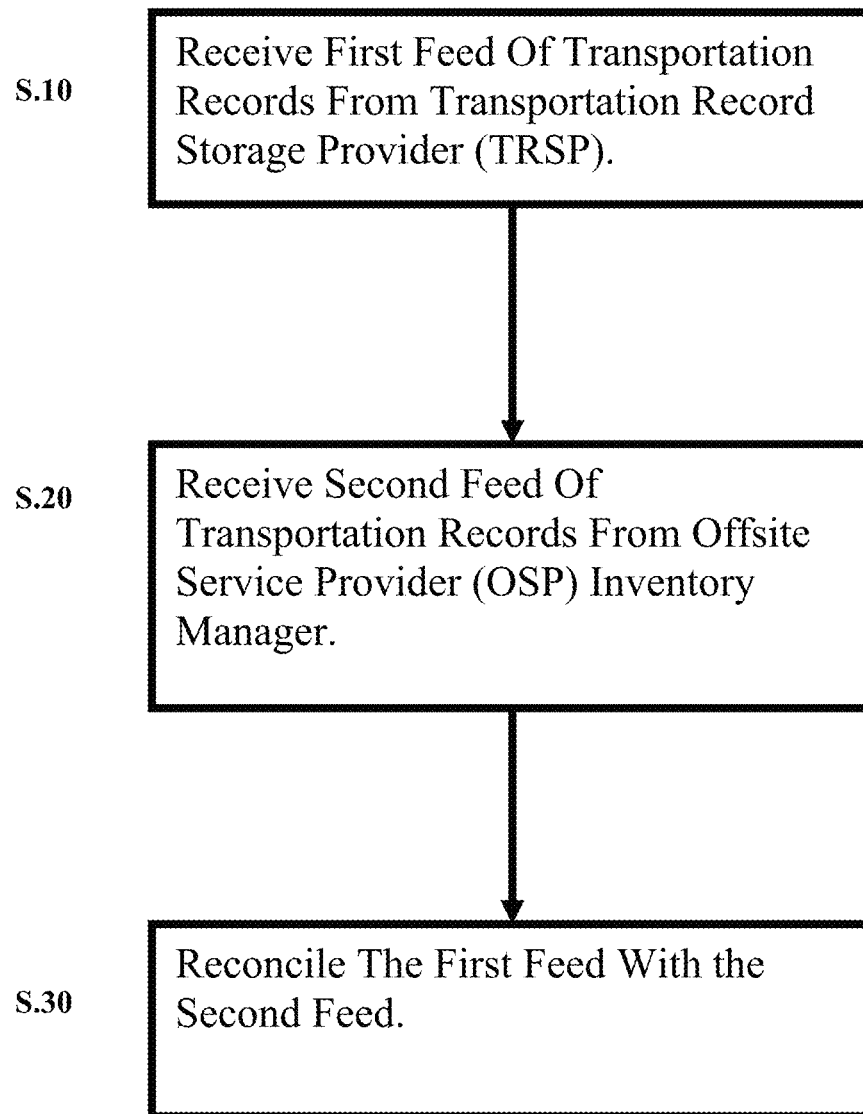 S.10
Receive First Feed Of Transportation
Records From Transportation Record
Storage Provider (TRSP).
S.20
Receive Second Feed Of
Transportation Records From Offsite
Service Provider (OSP) Inventory
Manager.
S.30
Reconcile The First Feed With the
Second Feed.